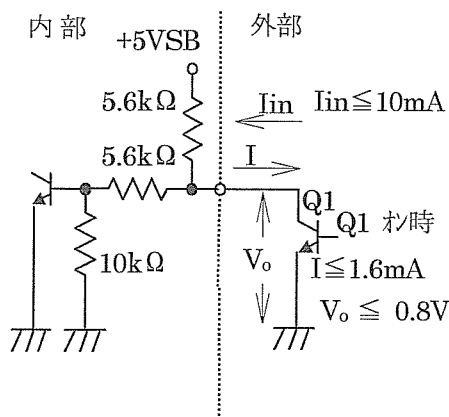 内部
外部
+5VSB
5.6kΩ
Iin
Iin≦10mA
5.6kΩ
I
Q1
Q1 ｵﾝ時
10kΩ
Vo
I≦1.6mA
Vo ≦ 0.8V